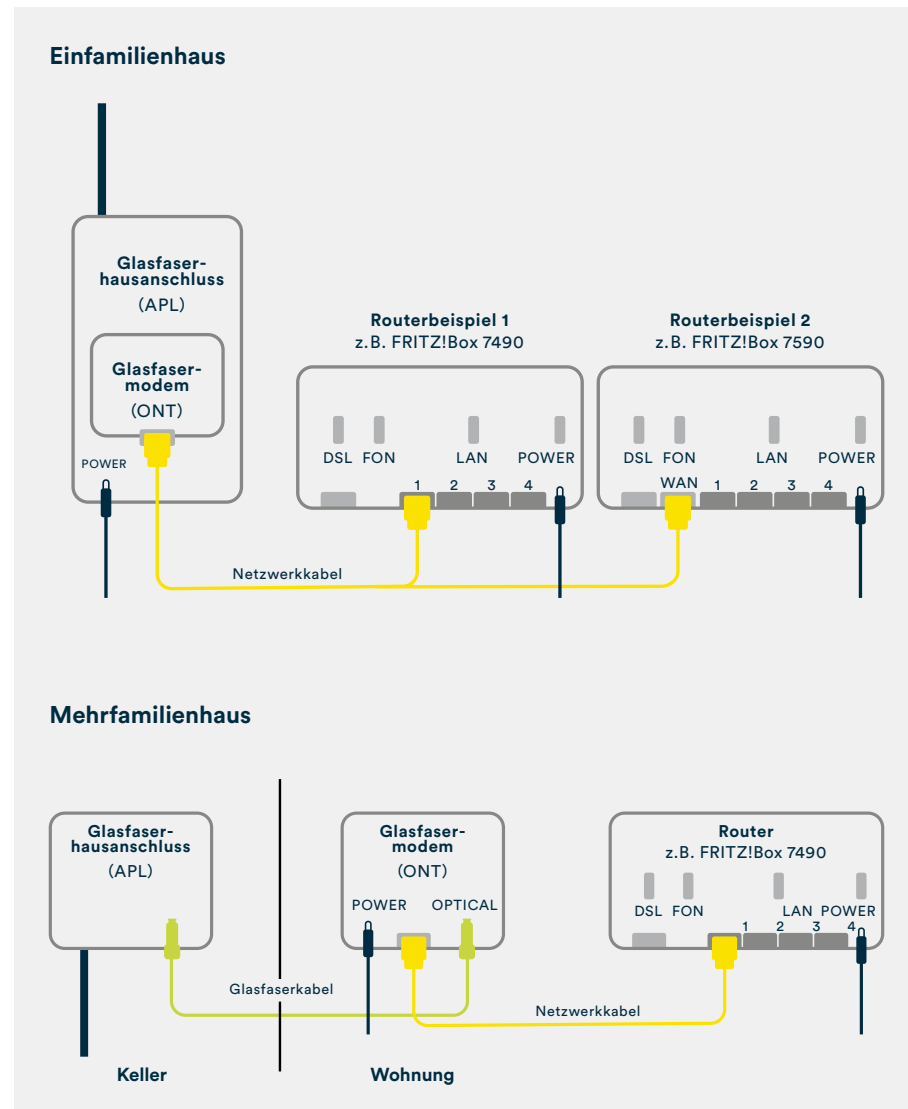 Einfamilienhaus
Glasfaser-
hausanschluss
(APL)
Glasfaser-
modem
(ONT)
POWER
Routerbeispiel 1
z.B. FRITZ!Box 7490
DSL FON LAN POWER
1 2 3 4
Routerbeispiel 2
z.B. FRITZ!Box 7590
DSL FON LAN POWER
WAN 1 2 3 4
Netzwerkkabel
Mehrfamilienhaus
Glasfaser-
hausanschluss
(APL)
Glasfaser-
modem
(ONT)
POWER OPTICAL
Router
z.B. FRITZ!Box 7490
DSL FON LAN POWER
1 2 3 4
Glasfaserkabel
Netzwerkkabel
Keller
Wohnung